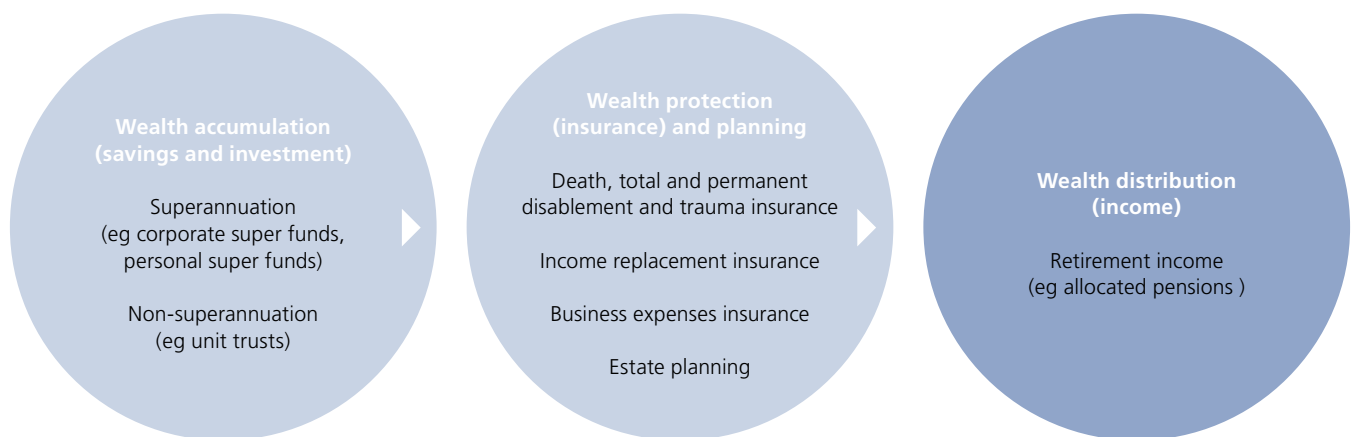 Wealth accumulation
(savings and investment)
Superannuation
(eg corporate super funds,
personal super funds)
Non-superannuation
(eg unit trusts)
Wealth protection
(insurance) and planning
Death, total and permanent
disablement and trauma insurance
Income replacement insurance
Business expenses insurance
Estate planning
Wealth distribution
(income)
Retirement income
(eg allocated pensions )